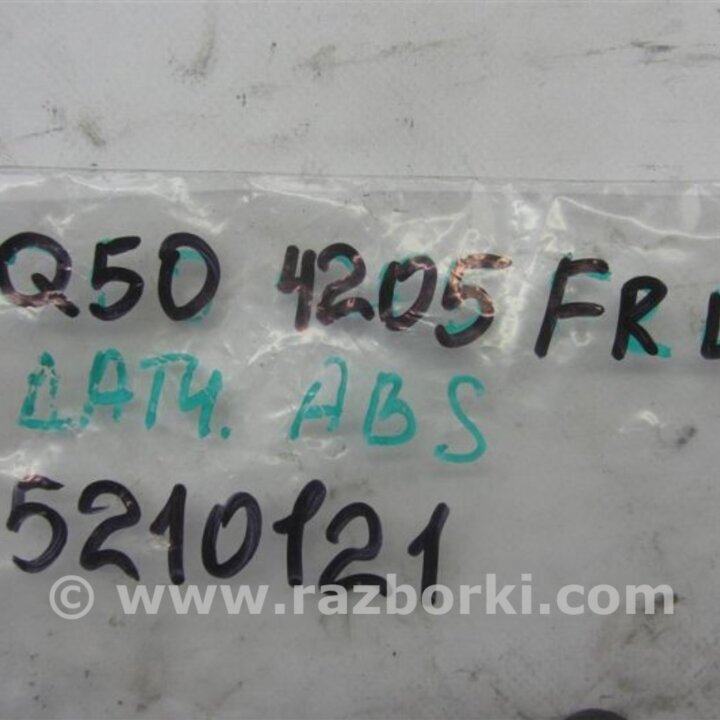 Q50 4205 FR L
ДАТЧ. ABS
5210121
© www.razborki.com